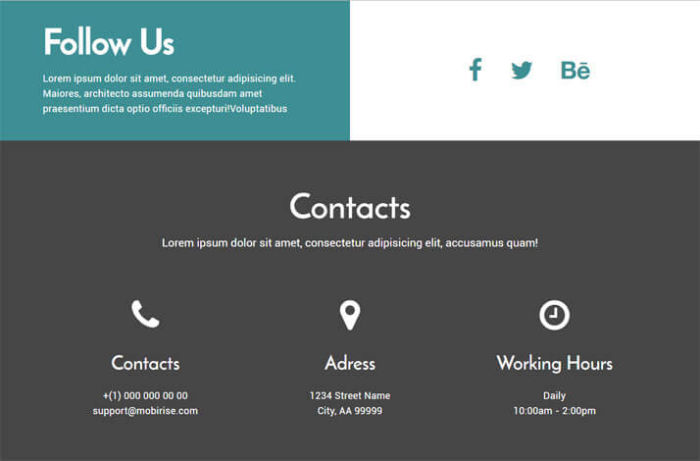 Follow Us
Lorem ipsum dolor sit amet, consectetur adipisicing elit.
Maiores, architecto assumenda quibusdam amet
praesentium dicta optio officiis excepturi!Voluptatibus
f
Bē
Contacts
Lorem ipsum dolor sit amet, consectetur adipisicing elit, accusamus quam!
Contacts
+(1) 000 000 00 00
support@mobirise.com
Adress
1234 Street Name
City, AA 99999
Working Hours
Daily
10:00am - 2:00pm